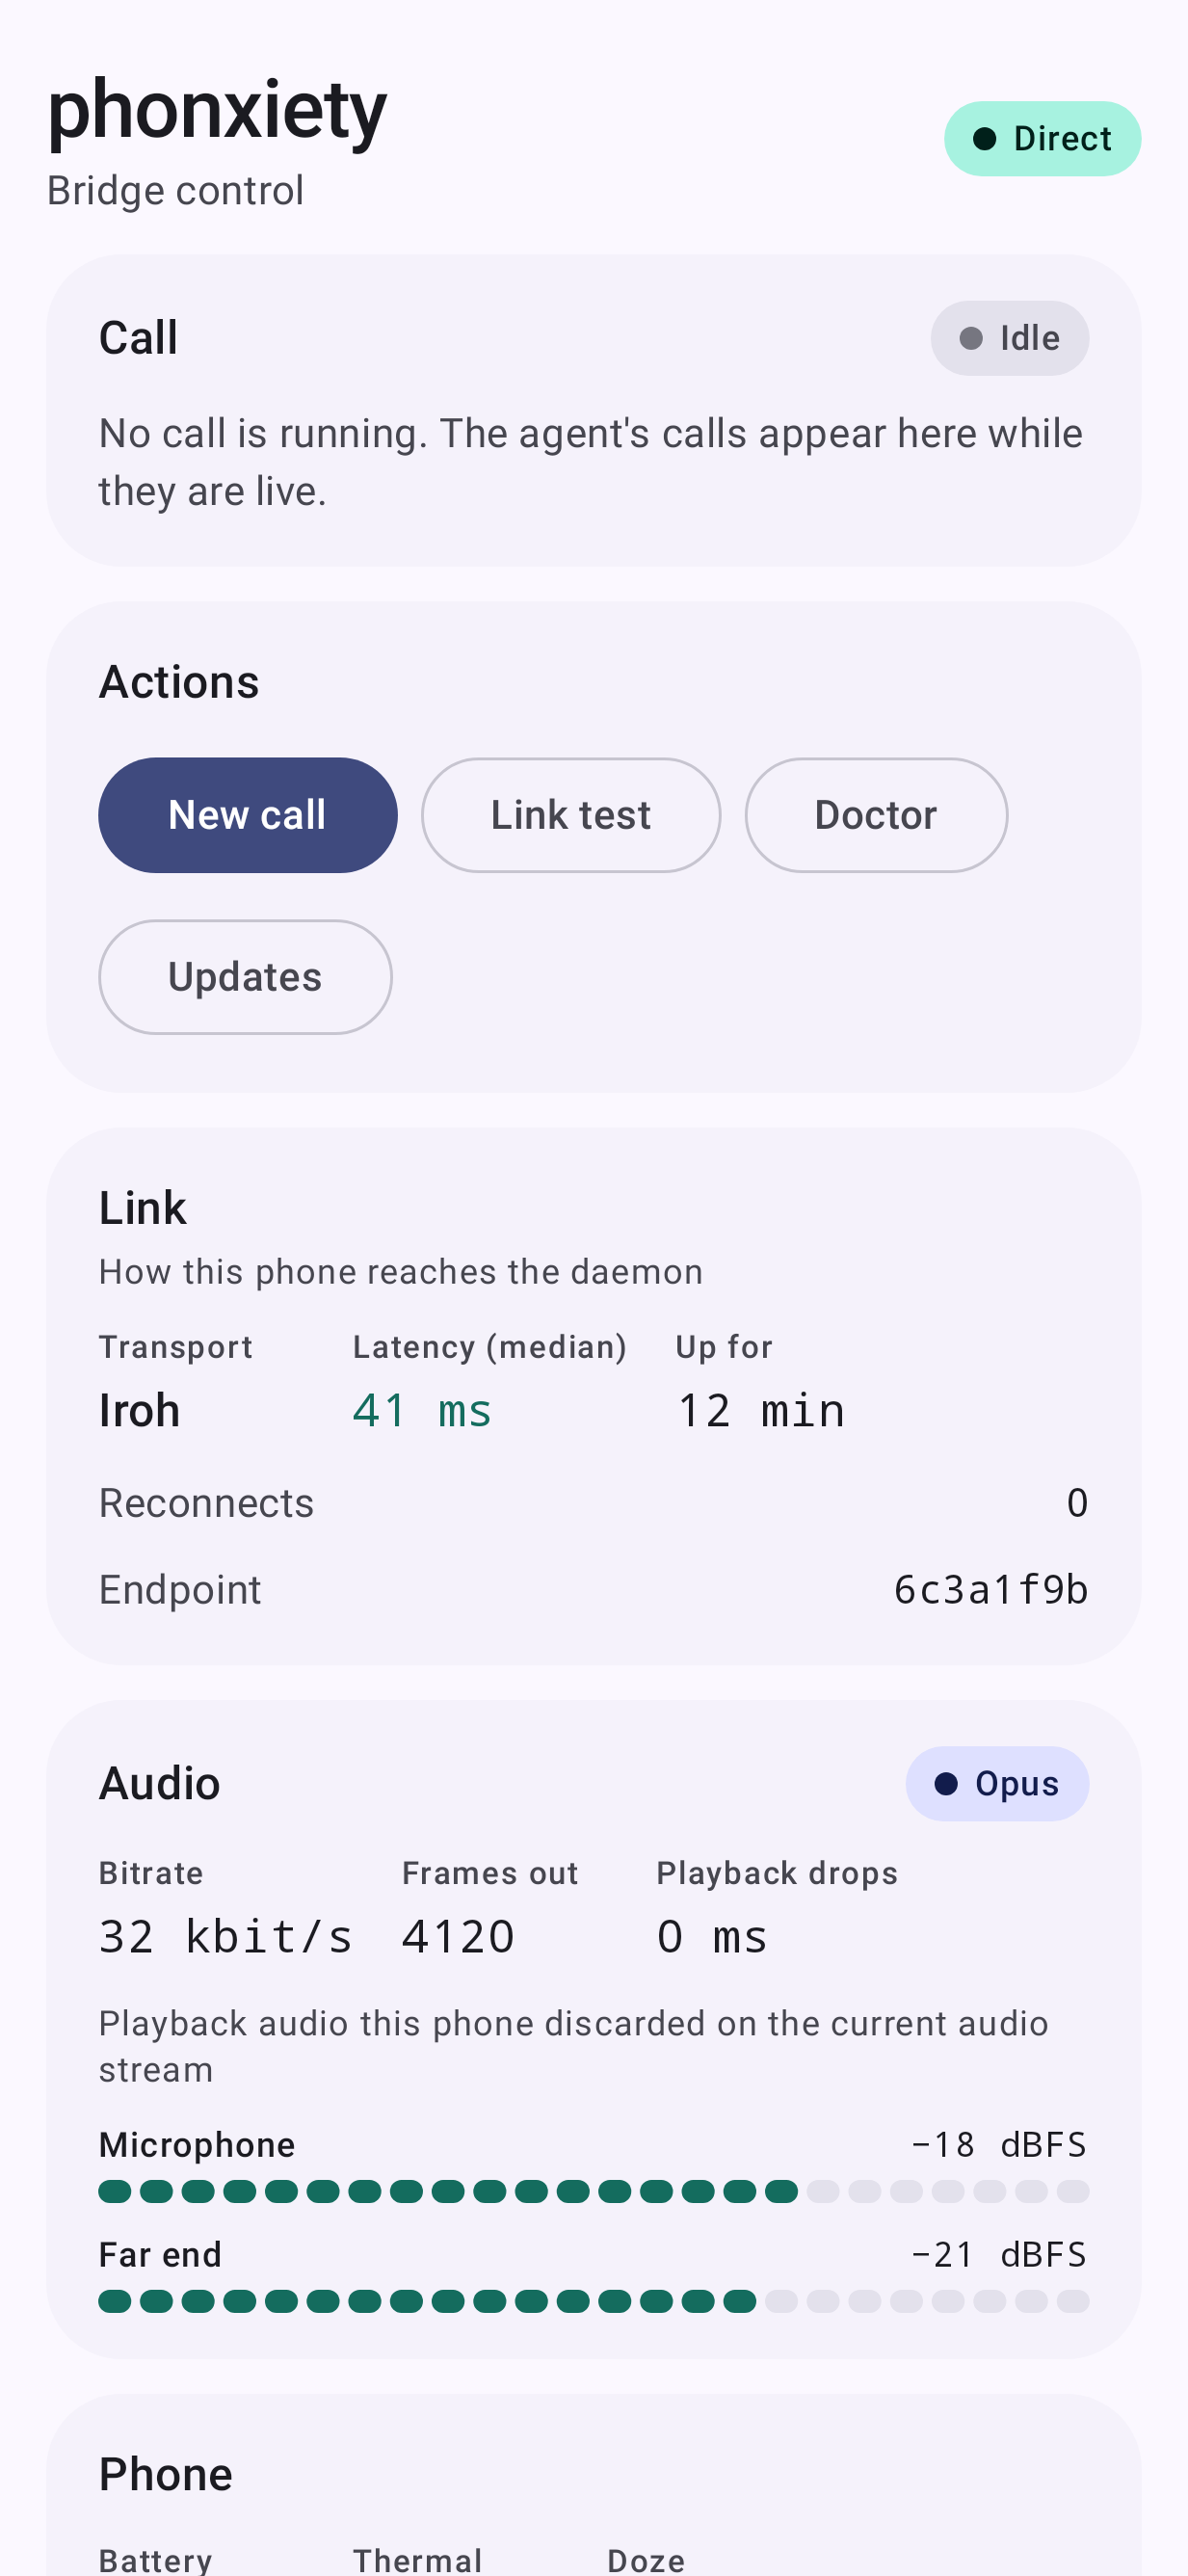 phonxiety
Bridge control
Direct
Call
Idle
No call is running. The agent's calls appear here while
they are live.
Actions
New call
Link test
Doctor
Updates
Link
How this phone reaches the daemon
Transport
Latency (median)
Up for
Iroh
41 ms
12 min
Reconnects
0
Endpoint
6c3a1f9b
Audio
Opus
Bitrate
Frames out
Playback drops
32 kbit/s
4120
0 ms
Playback audio this phone discarded on the current audio
stream
Microphone
−18 dBFS
Far end
−21 dBFS
Phone
Battery
Thermal
Doze